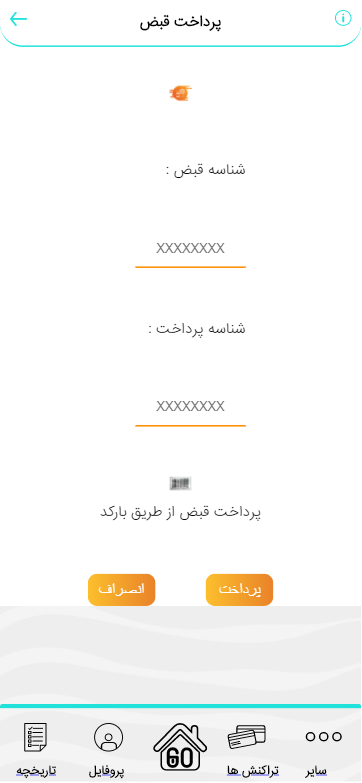 پرداخت قبض
شناسه قبض :
XXXXXXXX
شناسه پرداخت :
XXXXXXXX
پرداخت قبض از طریق بارکد
پرداخت
انصراف
سایر
تراکنش ها
GO
پروفایل
تاریخچه